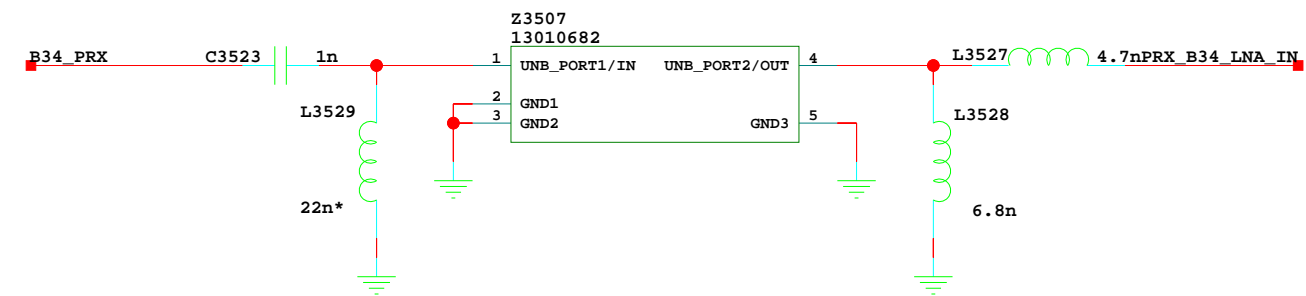 Z3507
13010682
B34_PRX
C3523
1n
1
UNB_PORT1/IN
UNB_PORT2/OUT
4
L3527
4.7nPRX_B34_LNA_IN
2
GND1
3
GND2
GND3
5
L3529
L3528
22n*
6.8n